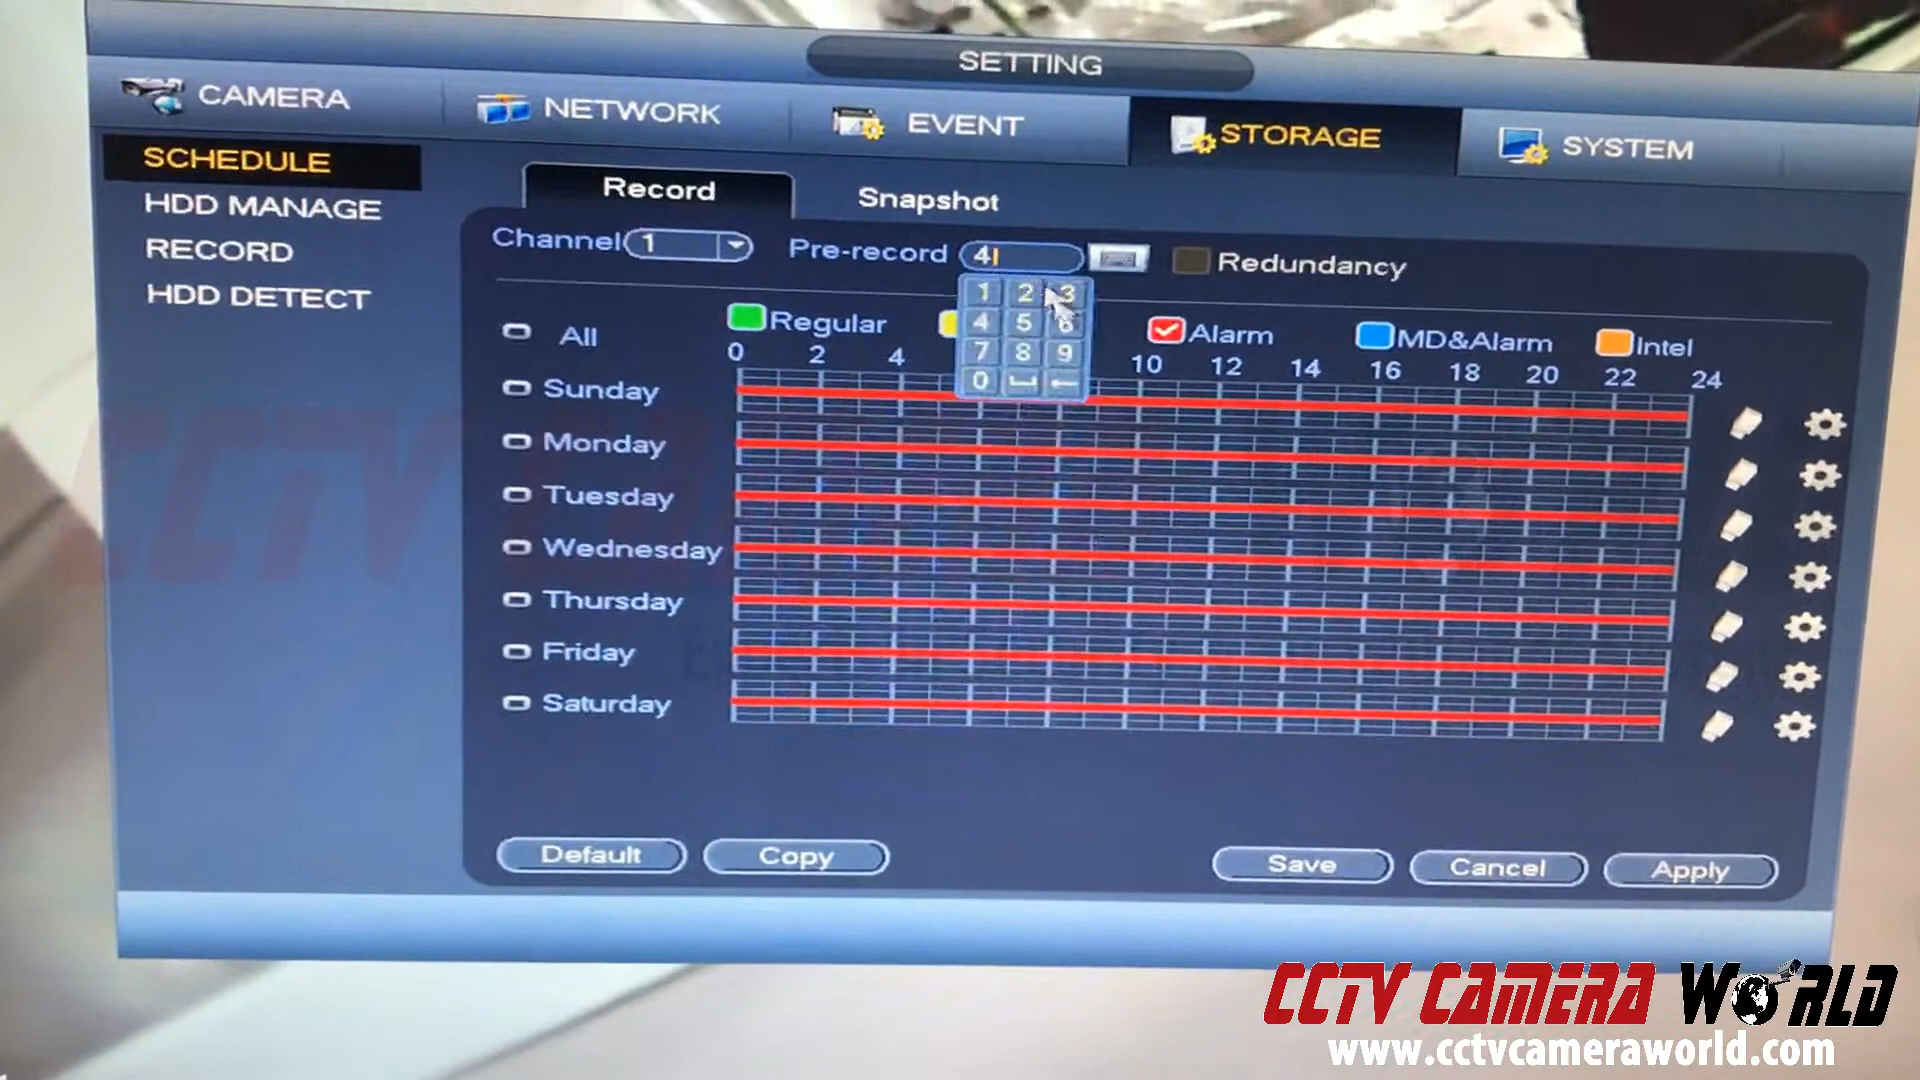 SETTING
CAMERA NETWORK EVENT STORAGE SYSTEM
SCHEDULE
HDD MANAGE
RECORD
HDD DETECT
Record Snapshot
Channel 1 Pre-record 4 Redundancy
1 2 3
4 5 6
7 8 9
0
All Regular Alarm MD&Alarm Intel
0 2 4 10 12 14 16 18 20 22 24
Sunday
Monday
Tuesday
Wednesday
Thursday
Friday
Saturday
Default Copy Save Cancel Apply
CCTV CAMERA WORLD
www.cctvcameraworld.com